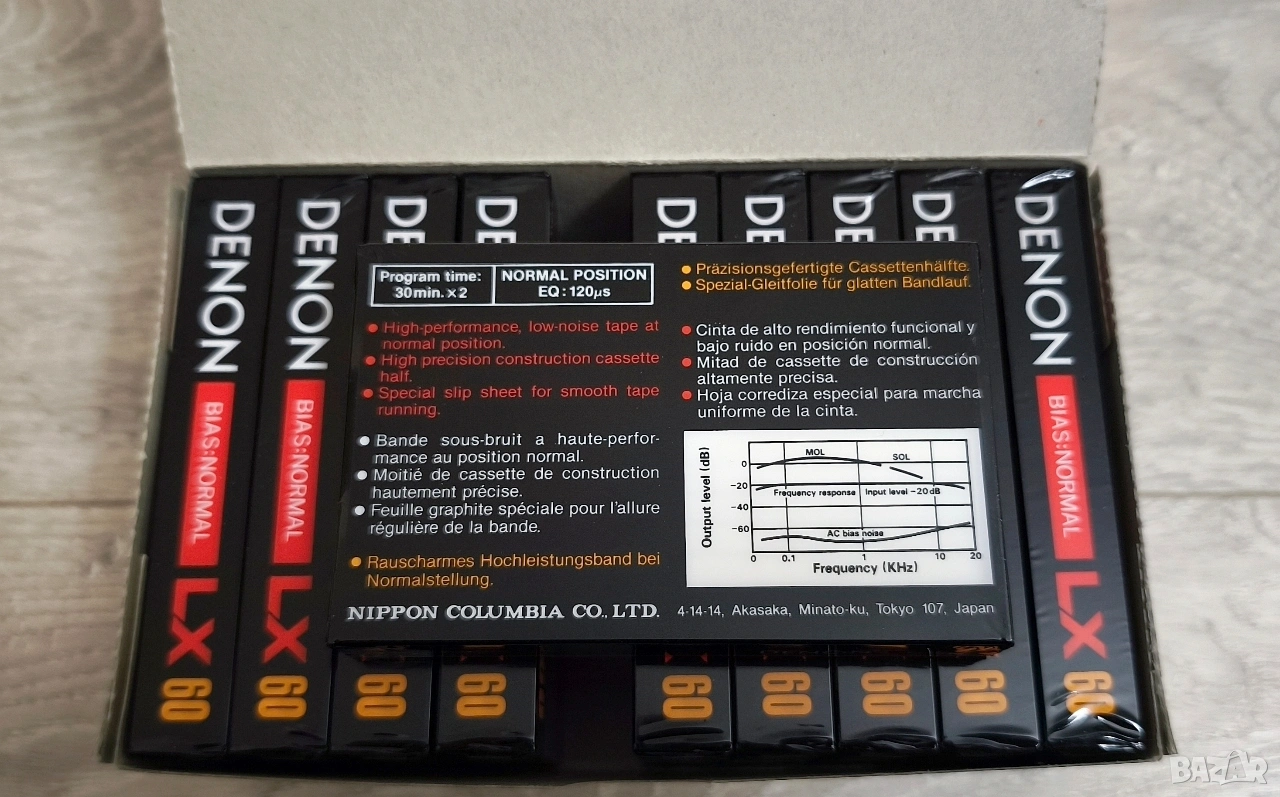 DENON
BIAS:NORMAL
LX
60
DENON
BIAS:NORMAL
LX
60
DE
60
DE
60
DE
60
DE
60
DE
60
DE
60
DENON
BIAS:NORMAL
LX
60
Program time:
30min.×2
NORMAL POSITION
EQ: 120μs
• High-performance, low-noise tape at
normal position.
• High precision construction cassette
half.
• Special slip sheet for smooth tape
running.
• Bande sous-bruit a haute-perfor-
mance au position normal.
• Moitié de cassette de construction
hautement précise.
• Feuille graphite spéciale pour l'allure
régulière de la bande.
• Rauscharmes Hochleistungsband bei
Normalstellung.
• Präzisionsgefertigte Cassettenhälfte.
• Spezial-Gleitfolie für glatten Bandlauf.
• Cinta de alto rendimiento funcional y
bajo ruido en posición normal.
• Mitad de cassette de construcción
altamente precisa.
• Hoja corrediza especial para marcha
uniforme de la cinta.
Output level (dB)
0
-20
-40
-60
MOL
SOL
Frequency response
Input level -20dB
AC bias noise
0 0.1 1 10 20
Frequency (KHz)
NIPPON COLUMBIA CO., LTD. 4-14-14, Akasaka, Minato-ku, Tokyo 107, Japan
BAZAR